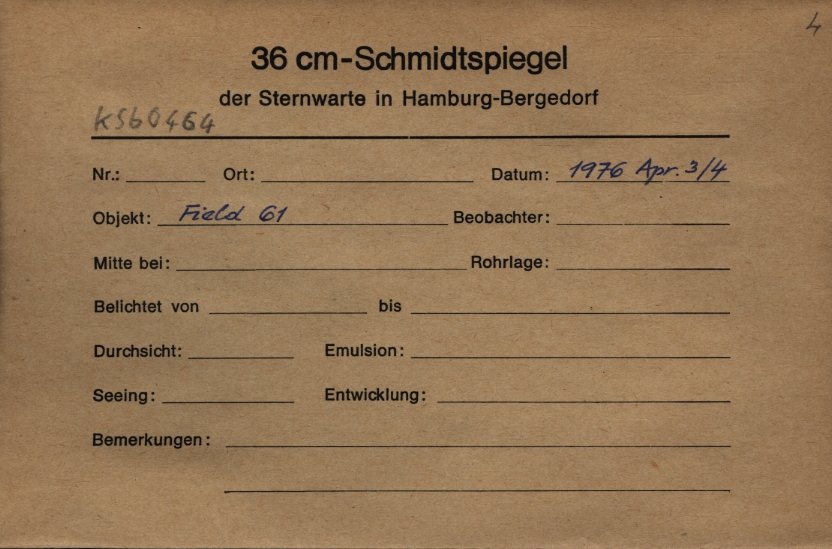 4
36 cm-Schmidtspiegel
der Sternwarte in Hamburg-Bergedorf
KSb0464
Nr.: Ort: Datum: 1976 Apr. 3/4
Objekt: Field 61 Beobachter:
Mitte bei: Rohrlage:
Belichtet von bis
Durchsicht: Emulsion:
Seeing: Entwicklung:
Bemerkungen: